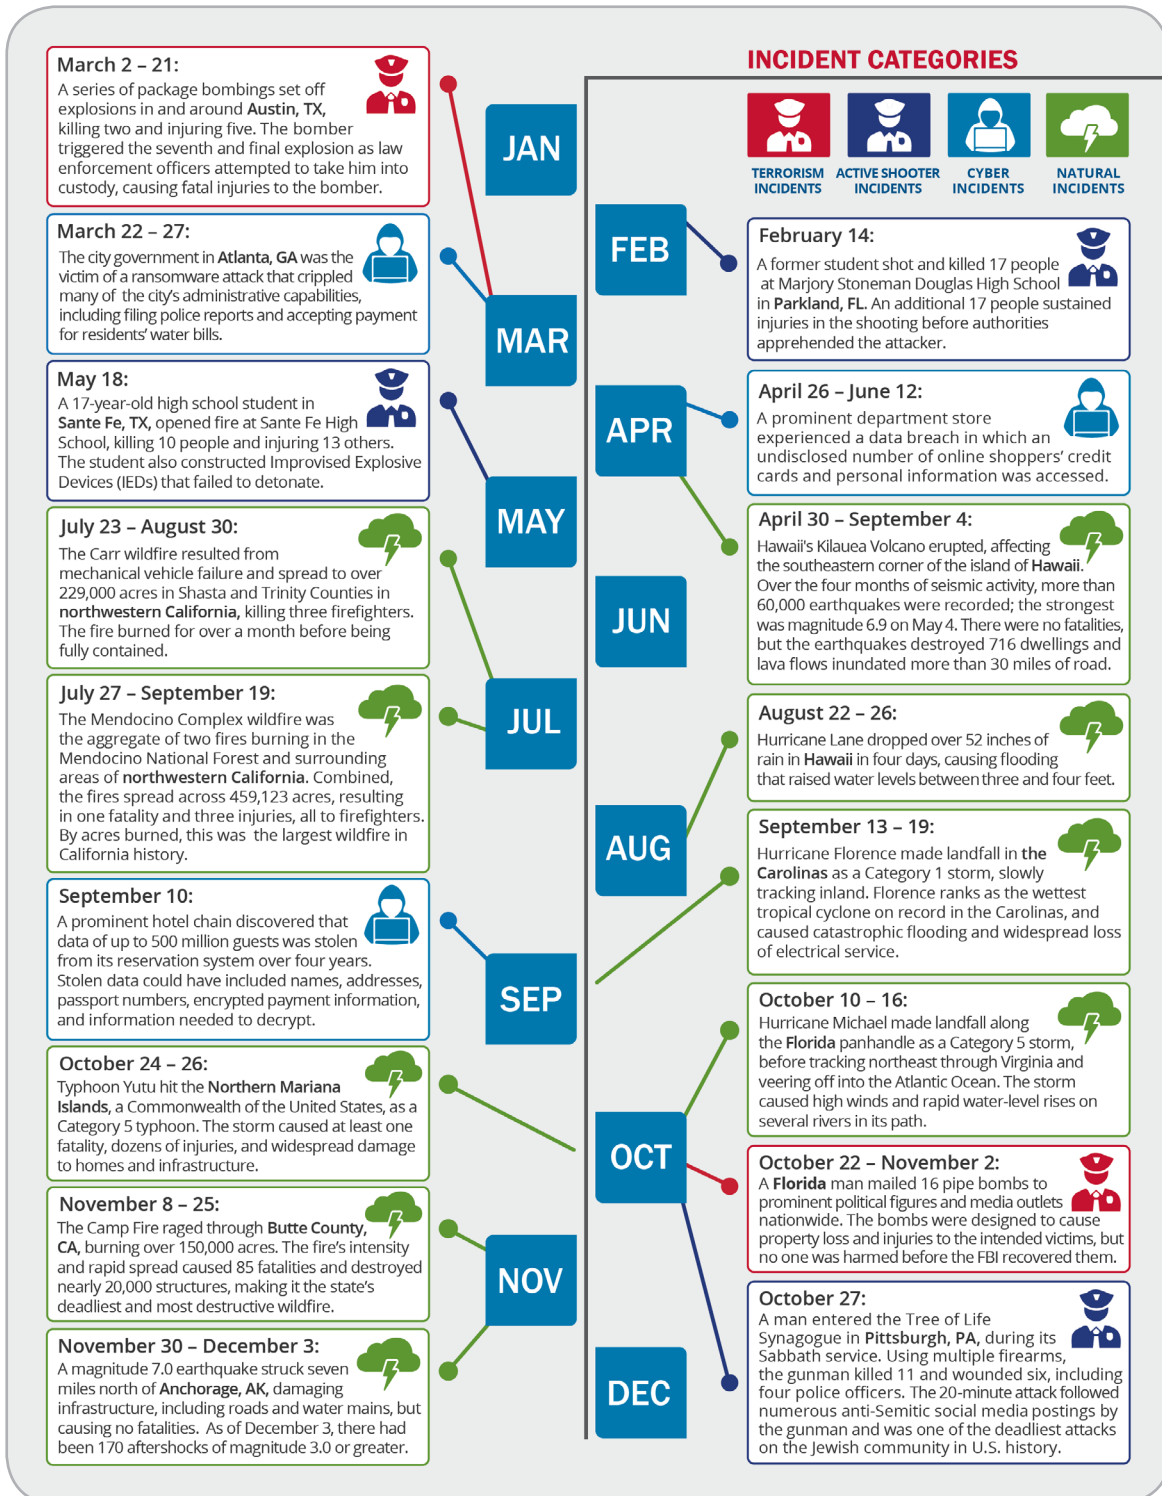 March 2 – 21:
A series of package bombings set off
explosions in and around Austin, TX,
killing two and injuring five. The bomber
triggered the seventh and final explosion as law
enforcement officers attempted to take him into
custody, causing fatal injuries to the bomber.
March 22 – 27:
The city government in Atlanta, GA was the
victim of a ransomware attack that crippled
many of the city's administrative capabilities,
including filing police reports and accepting payment
for residents' water bills.
May 18:
A 17-year-old high school student in
Sante Fe, TX, opened fire at Sante Fe High
School, killing 10 people and injuring 13 others.
The student also constructed Improvised Explosive
Devices (IEDs) that failed to detonate.
July 23 – August 30:
The Carr wildfire resulted from
mechanical vehicle failure and spread to over
229,000 acres in Shasta and Trinity Counties in
northwestern California, killing three firefighters.
The fire burned for over a month before being
fully contained.
July 27 – September 19:
The Mendocino Complex wildfire was
the aggregate of two fires burning in the
Mendocino National Forest and surrounding
areas of northwestern California. Combined,
the fires spread across 459,123 acres, resulting
in one fatality and three injuries, all to firefighters.
By acres burned, this was the largest wildfire in
California history.
September 10:
A prominent hotel chain discovered that
data of up to 500 million guests was stolen
from its reservation system over four years.
Stolen data could have included names, addresses,
passport numbers, encrypted payment information,
and information needed to decrypt.
October 24 – 26:
Typhoon Yutu hit the Northern Mariana
Islands, a Commonwealth of the United States, as a
Category 5 typhoon. The storm caused at least one
fatality, dozens of injuries, and widespread damage
to homes and infrastructure.
November 8 – 25:
The Camp Fire raged through Butte County,
CA, burning over 150,000 acres. The fire's intensity
and rapid spread caused 85 fatalities and destroyed
nearly 20,000 structures, making it the state's
deadliest and most destructive wildfire.
November 30 – December 3:
A magnitude 7.0 earthquake struck seven
miles north of Anchorage, AK, damaging
infrastructure, including roads and water mains, but
causing no fatalities. As of December 3, there had
been 170 aftershocks of magnitude 3.0 or greater.
JAN
FEB
MAR
APR
MAY
JUN
JUL
AUG
SEP
OCT
NOV
DEC
INCIDENT CATEGORIES
TERRORISM
INCIDENTS
ACTIVE SHOOTER
INCIDENTS
CYBER
INCIDENTS
NATURAL
INCIDENTS
February 14:
A former student shot and killed 17 people
at Marjory Stoneman Douglas High School
in Parkland, FL. An additional 17 people sustained
injuries in the shooting before authorities
apprehended the attacker.
April 26 – June 12:
A prominent department store
experienced a data breach in which an
undisclosed number of online shoppers' credit
cards and personal information was accessed.
April 30 – September 4:
Hawaii's Kilauea Volcano erupted, affecting
the southeastern corner of the island of Hawaii.
Over the four months of seismic activity, more than
60,000 earthquakes were recorded; the strongest
was magnitude 6.9 on May 4. There were no fatalities,
but the earthquakes destroyed 716 dwellings and
lava flows inundated more than 30 miles of road.
August 22 – 26:
Hurricane Lane dropped over 52 inches of
rain in Hawaii in four days, causing flooding
that raised water levels between three and four feet.
September 13 – 19:
Hurricane Florence made landfall in the
Carolinas as a Category 1 storm, slowly
tracking inland. Florence ranks as the wettest
tropical cyclone on record in the Carolinas, and
caused catastrophic flooding and widespread loss
of electrical service.
October 10 – 16:
Hurricane Michael made landfall along
the Florida panhandle as a Category 5 storm,
before tracking northeast through Virginia and
veering off into the Atlantic Ocean. The storm
caused high winds and rapid water-level rises on
several rivers in its path.
October 22 – November 2:
A Florida man mailed 16 pipe bombs to
prominent political figures and media outlets
nationwide. The bombs were designed to cause
property loss and injuries to the intended victims, but
no one was harmed before the FBI recovered them.
October 27:
A man entered the Tree of Life
Synagogue in Pittsburgh, PA, during its
Sabbath service. Using multiple firearms,
the gunman killed 11 and wounded six, including
four police officers. The 20-minute attack followed
numerous anti-Semitic social media postings by
the gunman and was one of the deadliest attacks
on the Jewish community in U.S. history.